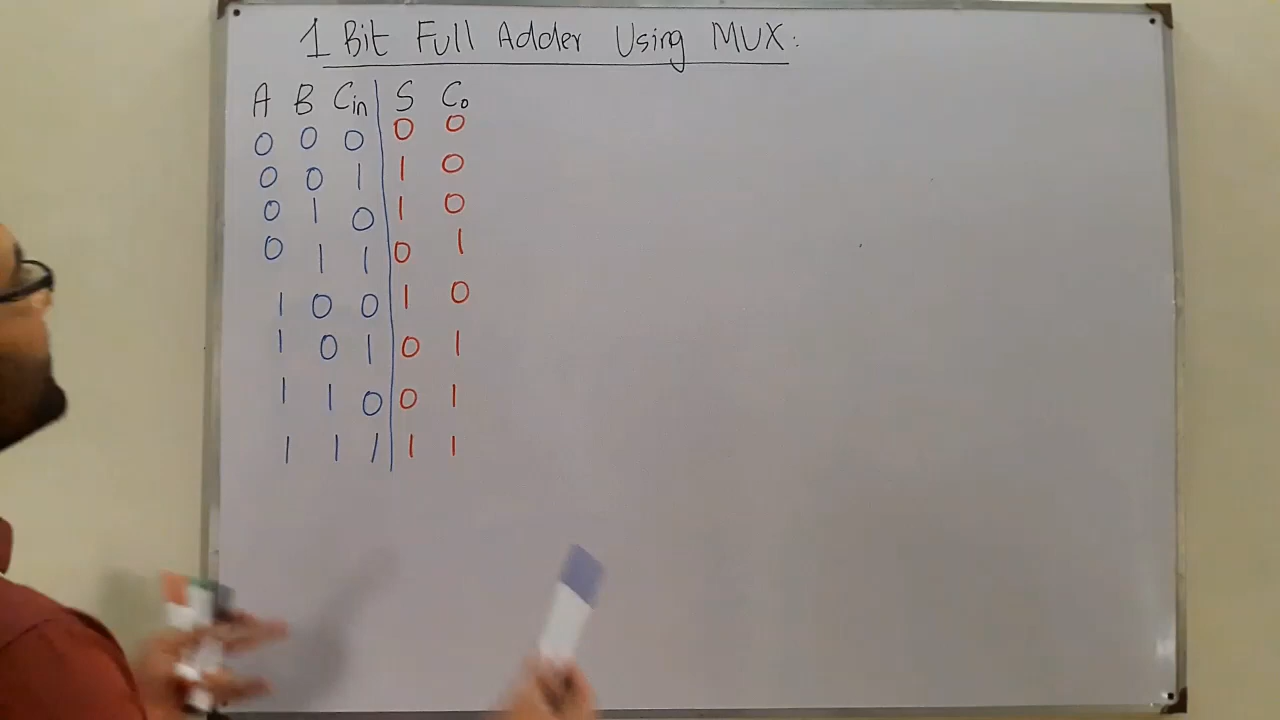 1 Bit Full Adder Using MUX:
A B Cin S Co
0 0 0 0 0
0 0 1 1 0
0 1 0 1 0
0 1 1 0 1
1 0 0 1 0
1 0 1 0 1
1 1 0 0 1
1 1 1 1 1